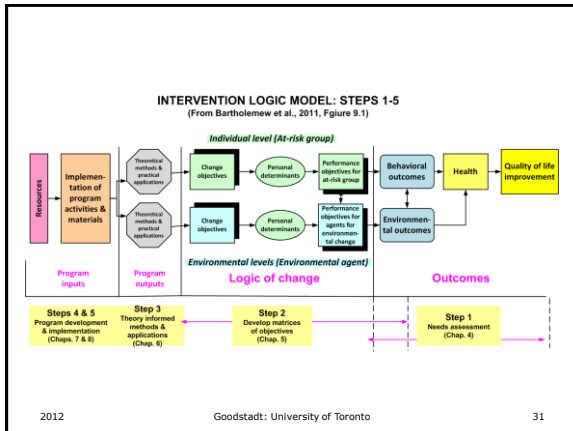 INTERVENTION LOGIC MODEL: STEPS 1-5
(From Bartholemew et al., 2011, Fgiure 9.1)
Individual level (At-risk group)
Resources
Implemen-
tation of
program
activities &
materials
Theoretical
methods &
practical
applications
Change
objectives
Personal
determinants
Performance
objectives for
at-risk group
Behavioral
outcomes
Health
Quality of life
improvement
Theoretical
methods &
practical
applications
Change
objectives
Personal
determinants
Performance
objectives for
agents for
environmental
change
Environmen-
tal outcomes
Environmental levels (Environmental agent)
Program
inputs
Program
outputs
Logic of change
Outcomes
Steps 4 & 5
Program development
& implementation
(Chaps. 7 & 8)
Step 3
Theory informed
methods &
applications
(Chap. 6)
Step 2
Develop matrices
of objectives
(Chap. 5)
Step 1
Needs assessment
(Chap. 4)
2012
Goodstadt: University of Toronto
31